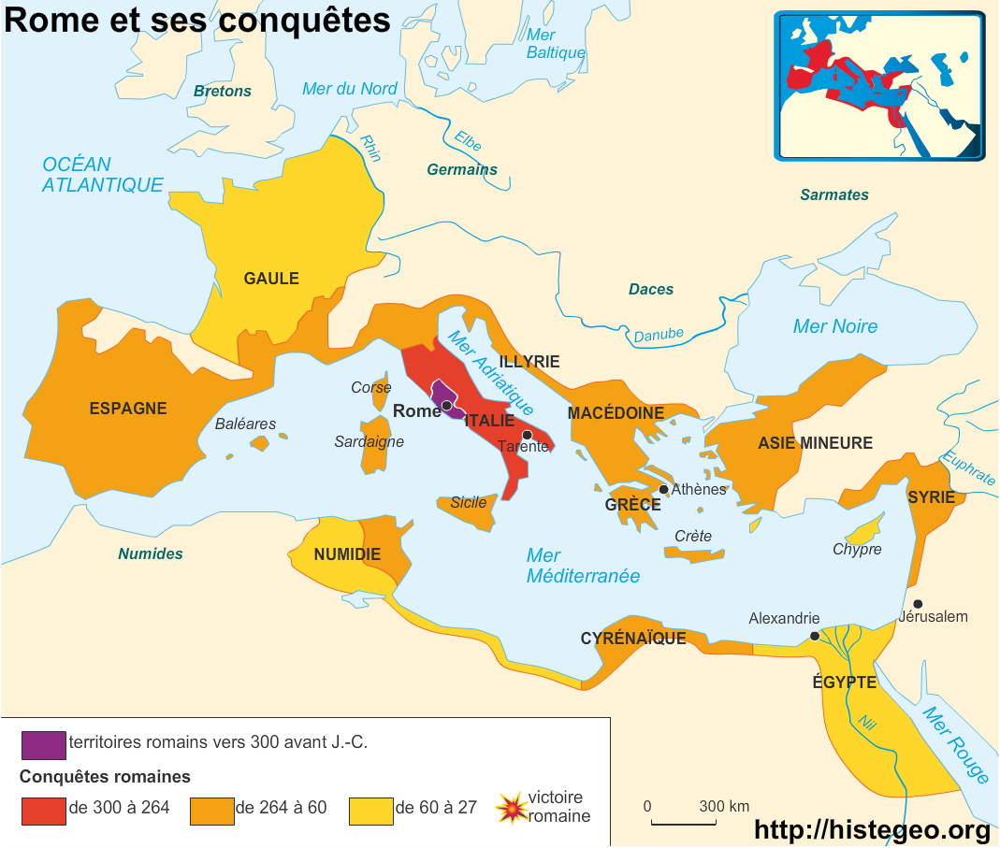 Rome et ses conquêtes
Mer
Baltique
Bretons
Mer du Nord
Rhin
Elbe
Germains
OCÉAN
ATLANTIQUE
Sarmates
GAULE
Daces
Danube
Mer Noire
Mer Adriatique
ILLYRIE
Corse
Rome
ITALIE
MACÉDOINE
ESPAGNE
Baléares
Sardaigne
Tarente
ASIE MINEURE
Euphrate
Athènes
GRÈCE
SYRIE
Sicile
Crète
Chypre
Numides
NUMIDIE
Mer
Méditerranée
Alexandrie
Jérusalem
CYRÉNAÏQUE
ÉGYPTE
Nil
Mer Rouge
territoires romains vers 300 avant J.-C.
Conquêtes romaines
de 300 à 264
de 264 à 60
de 60 à 27
victoire
romaine
0 300 km
http://histegeo.org